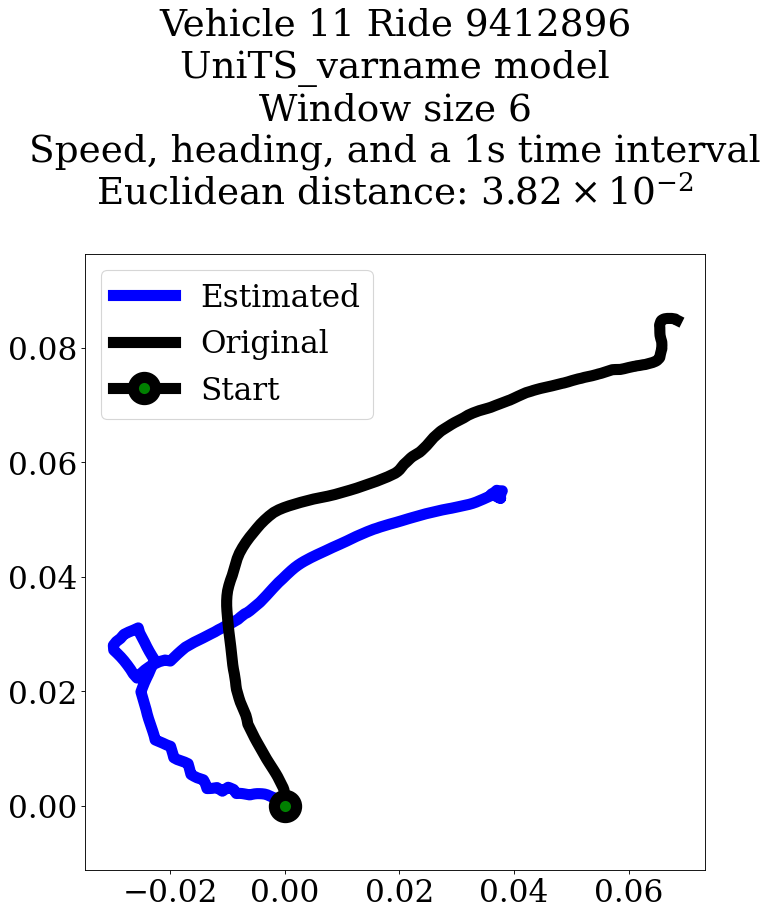 Vehicle 11 Ride 9412896
UniTS_varname model
Window size 6
Speed, heading, and a 1s time interval
Euclidean distance: 3.82 × 10⁻²
Estimated
Original
Start
0.08
0.06
0.04
0.02
0.00
−0.02 0.00 0.02 0.04 0.06